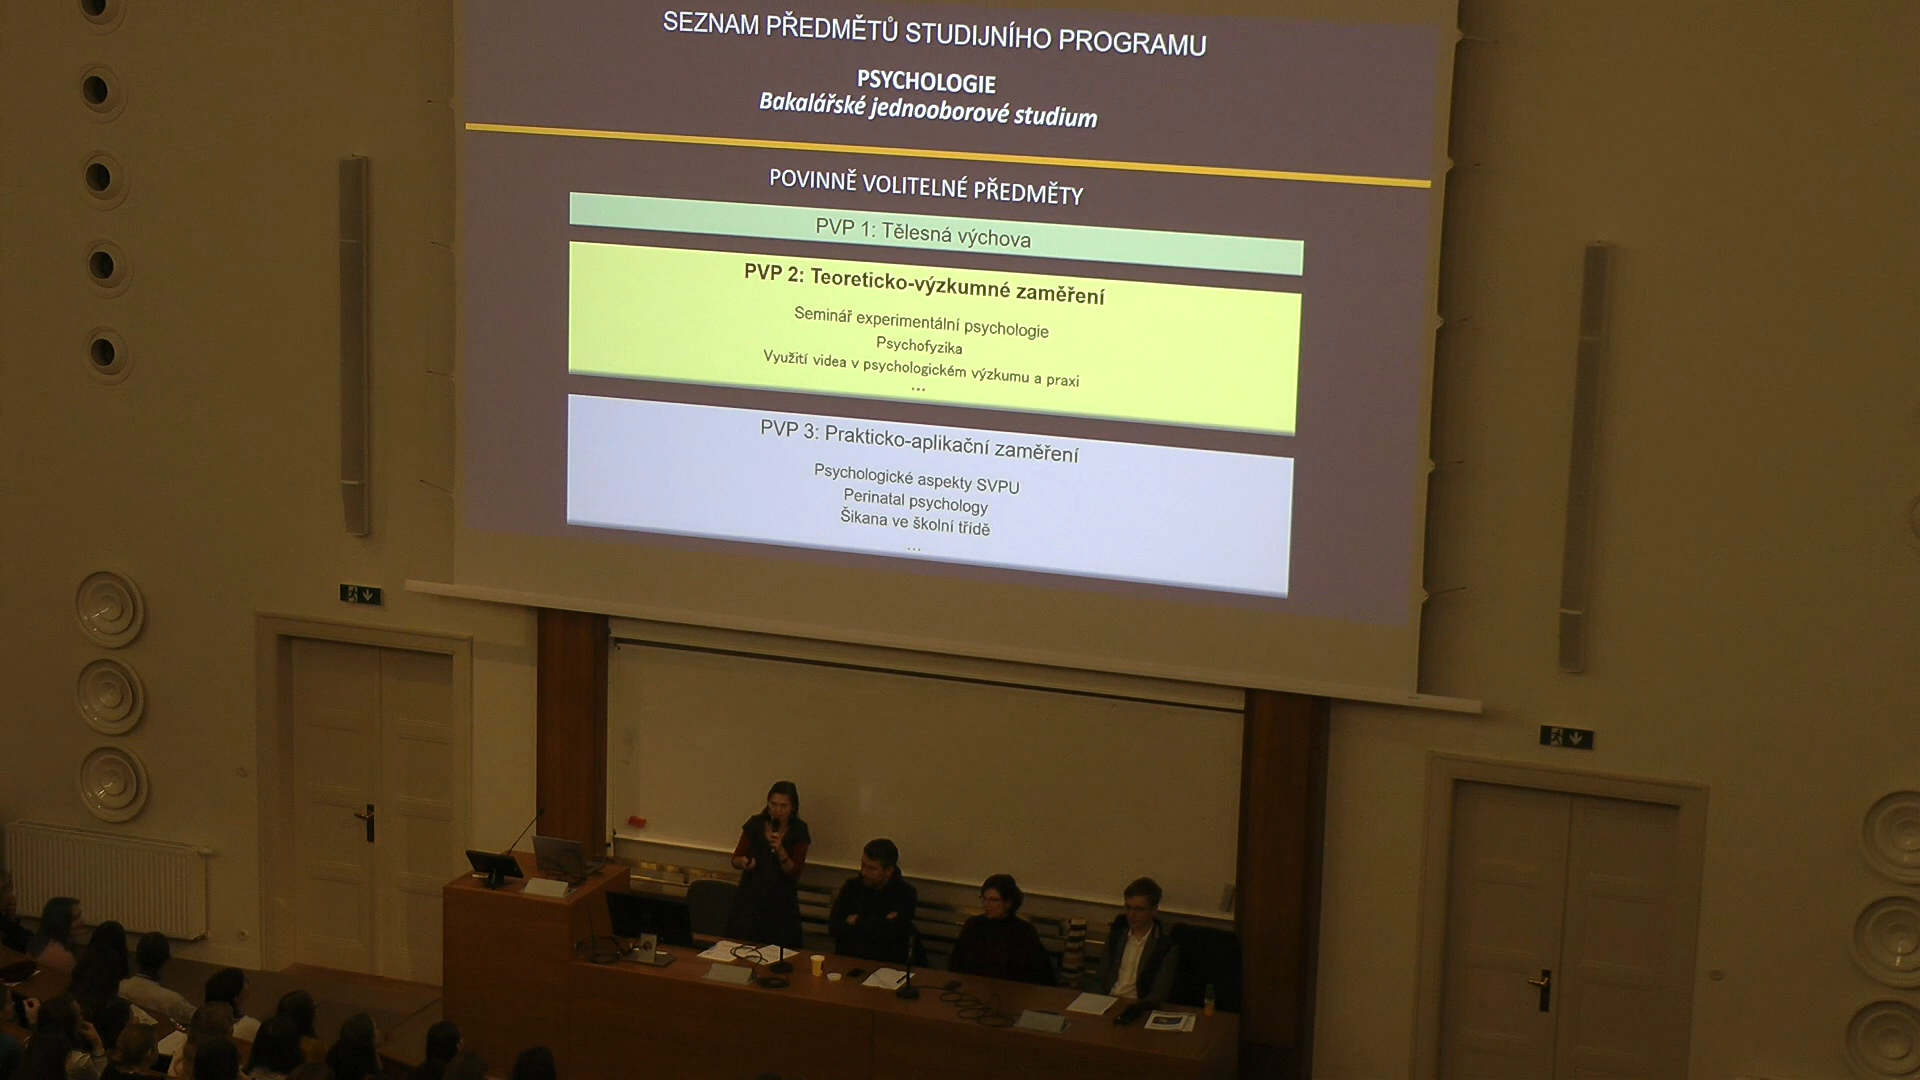 SEZNAM PŘEDMĚTŮ STUDIJNÍHO PROGRAMU
PSYCHOLOGIE
Bakalářské jednooborové studium
POVINNĚ VOLITELNÉ PŘEDMĚTY
PVP 1: Tělesná výchova
PVP 2: Teoreticko-výzkumné zaměření
Seminář experimentální psychologie
Psychofyzika
Využití videa v psychologickém výzkumu a praxi
...
PVP 3: Prakticko-aplikační zaměření
Psychologické aspekty SVPU
Perinatal psychology
Šikana ve školní třídě
...